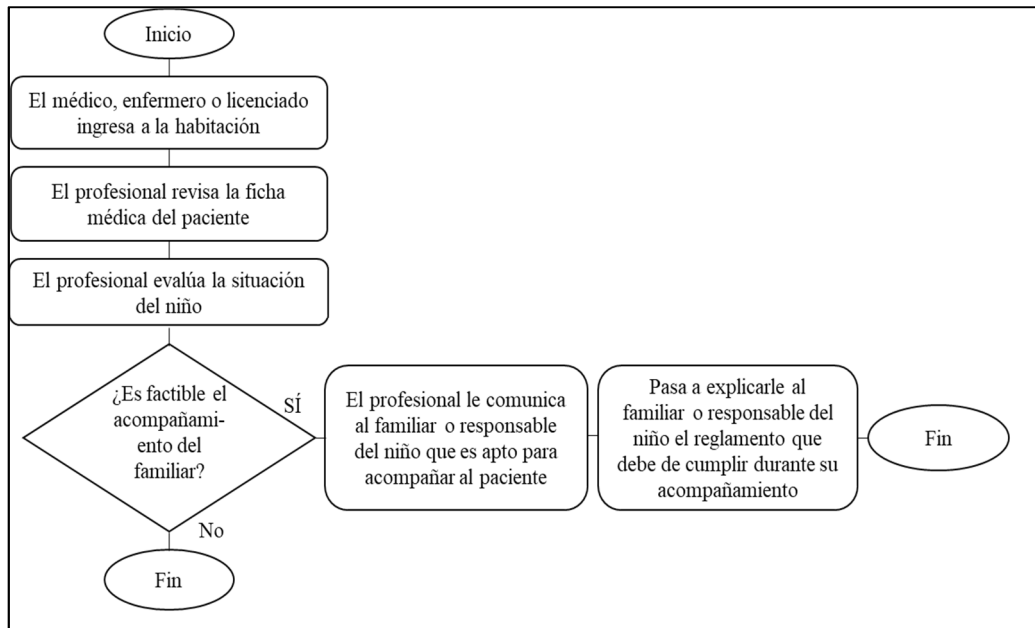 Inicio
El médico, enfermero o licenciado
ingresa a la habitación
El profesional revisa la ficha
médica del paciente
El profesional evalúa la situación
del niño
¿Es factible el
acompañami-
ento del
familiar?
SÍ
El profesional le comunica
al familiar o responsable
del niño que es apto para
acompañar al paciente
Pasa a explicarle al
familiar o responsable del
niño el reglamento que
debe de cumplir durante su
acompañamiento
Fin
No
Fin